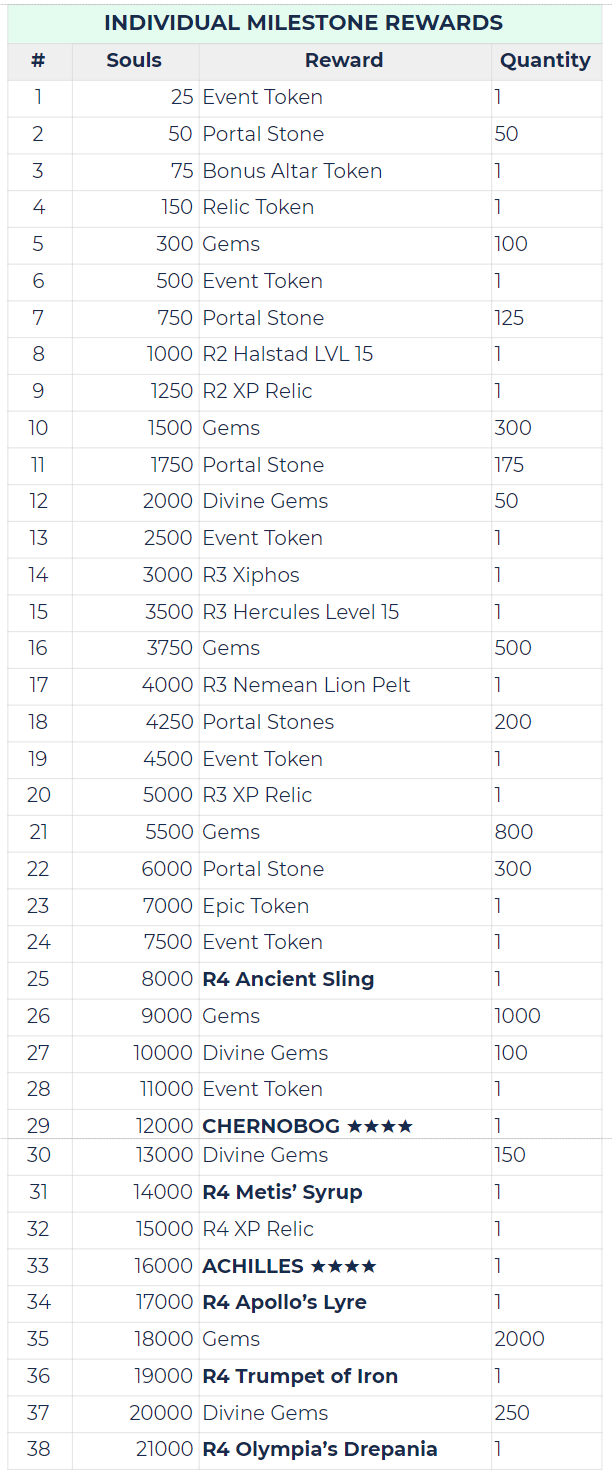 INDIVIDUAL MILESTONE REWARDS
# Souls Reward Quantity
1 25 Event Token 1
2 50 Portal Stone 50
3 75 Bonus Altar Token 1
4 150 Relic Token 1
5 300 Gems 100
6 500 Event Token 1
7 750 Portal Stone 125
8 1000 R2 Halstad LVL 15 1
9 1250 R2 XP Relic 1
10 1500 Gems 300
11 1750 Portal Stone 175
12 2000 Divine Gems 50
13 2500 Event Token 1
14 3000 R3 Xiphos 1
15 3500 R3 Hercules Level 15 1
16 3750 Gems 500
17 4000 R3 Nemean Lion Pelt 1
18 4250 Portal Stones 200
19 4500 Event Token 1
20 5000 R3 XP Relic 1
21 5500 Gems 800
22 6000 Portal Stone 300
23 7000 Epic Token 1
24 7500 Event Token 1
25 8000 R4 Ancient Sling 1
26 9000 Gems 1000
27 10000 Divine Gems 100
28 11000 Event Token 1
29 12000 CHERNOBOG ★★★★ 1
30 13000 Divine Gems 150
31 14000 R4 Metis’ Syrup 1
32 15000 R4 XP Relic 1
33 16000 ACHILLES ★★★★ 1
34 17000 R4 Apollo’s Lyre 1
35 18000 Gems 2000
36 19000 R4 Trumpet of Iron 1
37 20000 Divine Gems 250
38 21000 R4 Olympia’s Drepania 1